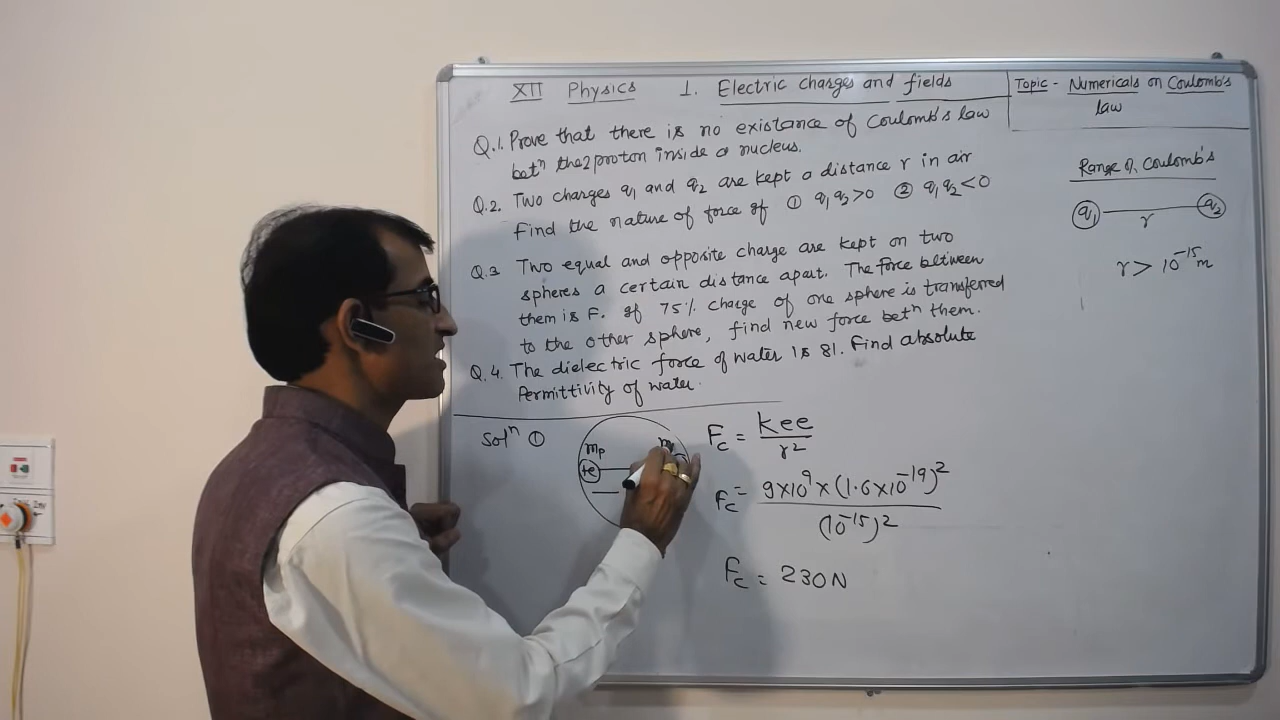 XII Physics 1. Electric charges and fields
Topic - Numericals on Coulomb's
law
Q.1. Prove that there is no existance of Coulomb's law
betⁿ the 2 proton inside a nucleus.
Q.2. Two charges q₁ and q₂ are kept a distance r in air
find the nature of force if ① q₁q₂>0 ② q₁q₂<0
Q.3 Two equal and opposite charge are kept on two
spheres a certain distance apart. The force between
them is F. If 75% charge of one sphere is transferred
to the other sphere, find new force betⁿ them.
Q.4. The dielectric force of water is 81. Find absolute
Permittivity of water.
Range of Coulomb's
q₁ q₂
r
r > 10⁻¹⁵m
Solⁿ ①
mp
+e
Fc = kee/r²
Fc = 9×10⁹×(1.6×10⁻¹⁹)²/(10⁻¹⁵)²
Fc = 230N